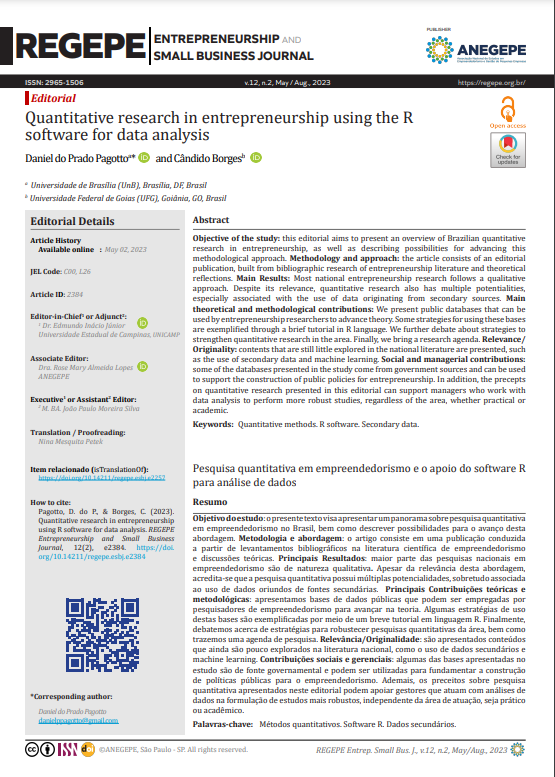 REGEPE
ENTREPRENEURSHIP AND
SMALL BUSINESS JOURNAL
PUBLISHER
ANEGEPE
ISSN: 2965-1506
v.12, n.2, May/Aug., 2023
https://regepe.org.br/
Editorial
Quantitative research in entrepreneurship using the R
software for data analysis
Daniel do Prado Pagottoᵃ* iD and Cândido Borgesᵇ iD
Open access
Check for
updates
ᵃ Universidade de Brasília (UnB), Brasília, DF, Brasil
ᵇ Universidade Federal de Goías (UFG), Goiânia, GO, Brasil
Editorial Details
Article History
Available online : May 02, 2023
JEL Code: C00, L26
Article ID: 2384
Editor-in-Chief¹ or Adjunct²:
¹ Dr. Edmundo Inácio Júnior iD
Universidade Estadual de Campinas, UNICAMP
Associate Editor:
Dra. Rose Mary Almeida Lopes iD
ANEGEPE
Executive¹ or Assistant² Editor:
² M. BA. João Paulo Moreira Silva
Translation / Proofreading:
Nina Mesquita Petek
Item relacionado (isTranslationOf):
https://doi.org/10.14211/regepe.esbj.e2257
How to cite:
Pagotto, D. do P., & Borges, C. (2023).
Quantitative research in entrepreneurship
using R software for data analysis. REGEPE
Entrepreneurship and Small Business
Journal, 12(2), e2384. https://doi.
org/10.14211/regepe.esbj.e2384
*Corresponding author:
Daniel do Prado Pagotto
danielppagotto@gmail.com
Abstract
Objective of the study: this editorial aims to present an overview of Brazilian quantitative
research in entrepreneurship, as well as describing possibilities for advancing this
methodological approach. Methodology and approach: the article consists of an editorial
publication, built from bibliographic research of entrepreneurship literature and theoretical
reflections. Main Results: Most national entrepreneurship research follows a qualitative
approach. Despite its relevance, quantitative research also has multiple potentialities,
especially associated with the use of data originating from secondary sources. Main
theoretical and methodological contributions: We present public databases that can be
used by entrepreneurship researchers to advance theory. Some strategies for using these bases
are exemplified through a brief tutorial in R language. We further debate about strategies to
strengthen quantitative research in the area. Finally, we bring a research agenda. Relevance/
Originality: contents that are still little explored in the national literature are presented, such
as the use of secondary data and machine learning. Social and managerial contributions:
some of the databases presented in the study come from government sources and can be used
to support the construction of public policies for entrepreneurship. In addition, the precepts
on quantitative research presented in this editorial can support managers who work with
data analysis to perform more robust studies, regardless of the area, whether practical or
academic.
Keywords: Quantitative methods. R software. Secondary data.
Pesquisa quantitativa em empreendedorismo e o apoio do software R
para análise de dados
Resumo
Objetivo do estudo: o presente texto visa apresentar um panorama sobre pesquisa quantitativa
em empreendedorismo no Brasil, bem como descrever possibilidades para o avanço desta
abordagem. Metodologia e abordagem: o artigo consiste em uma publicação conduzida
a partir de levantamentos bibliográficos na literatura científica de empreendedorismo
e discussões teóricas. Principais Resultados: maior parte das pesquisas nacionais em
empreendedorismo são de natureza qualitativa. Apesar da relevância desta abordagem,
acredita-se que a pesquisa quantitativa possui múltiplas potencialidades, sobretudo associada
ao uso de dados oriundos de fontes secundárias. Principais Contribuições teóricas e
metodológicas: apresentamos bases de dados públicas que podem ser empregadas por
pesquisadores de empreendedorismo para avançar na teoria. Algumas estratégias de uso
destas bases são exemplificadas por meio de um breve tutorial em linguagem R. Finalmente,
debatemos acerca de estratégias para robustecer pesquisas quantitativas da área, bem como
trazemos uma agenda de pesquisa. Relevância/Originalidade: são apresentados conteúdos
que ainda são pouco explorados na literatura nacional, como o uso de dados secundários e
machine learning. Contribuições sociais e gerenciais: algumas das bases apresentadas no
estudo são de fonte governamental e podem ser utilizadas para fundamentar a construção
de políticas públicas para o empreendedorismo. Ademais, os preceitos sobre pesquisa
quantitativa apresentados neste editorial podem apoiar gestores que atuam com análises
de dados na formulação de estudos mais robustos, independente da área de atuação, seja prático
ou acadêmico.
Palavras-chave: Métodos quantitativos. Software R. Dados secundários.
©ANEGEPE, São Paulo - SP. All rights reserved.
REGEPE Entrep. Small Bus. J., v.12, n.2, May/Aug., 2023